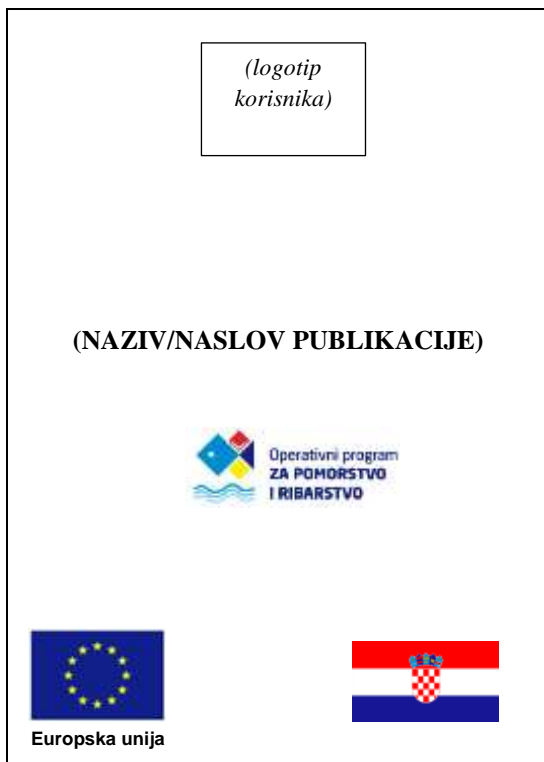 (logotip
korisnika)
(NAZIV/NASLOV PUBLIKACIJE)
Operativni program
ZA POMORSTVO
I RIBARSTVO
Europska unija